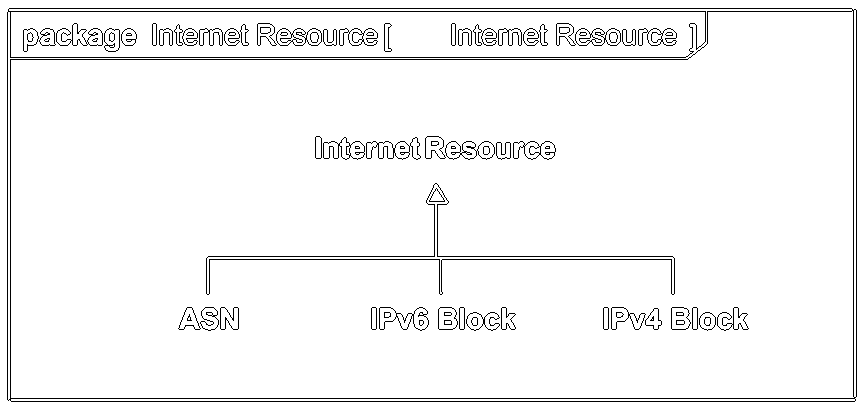 package Internet Resource [ Internet Resource ]
Internet Resource
ASN IPv6 Block IPv4 Block